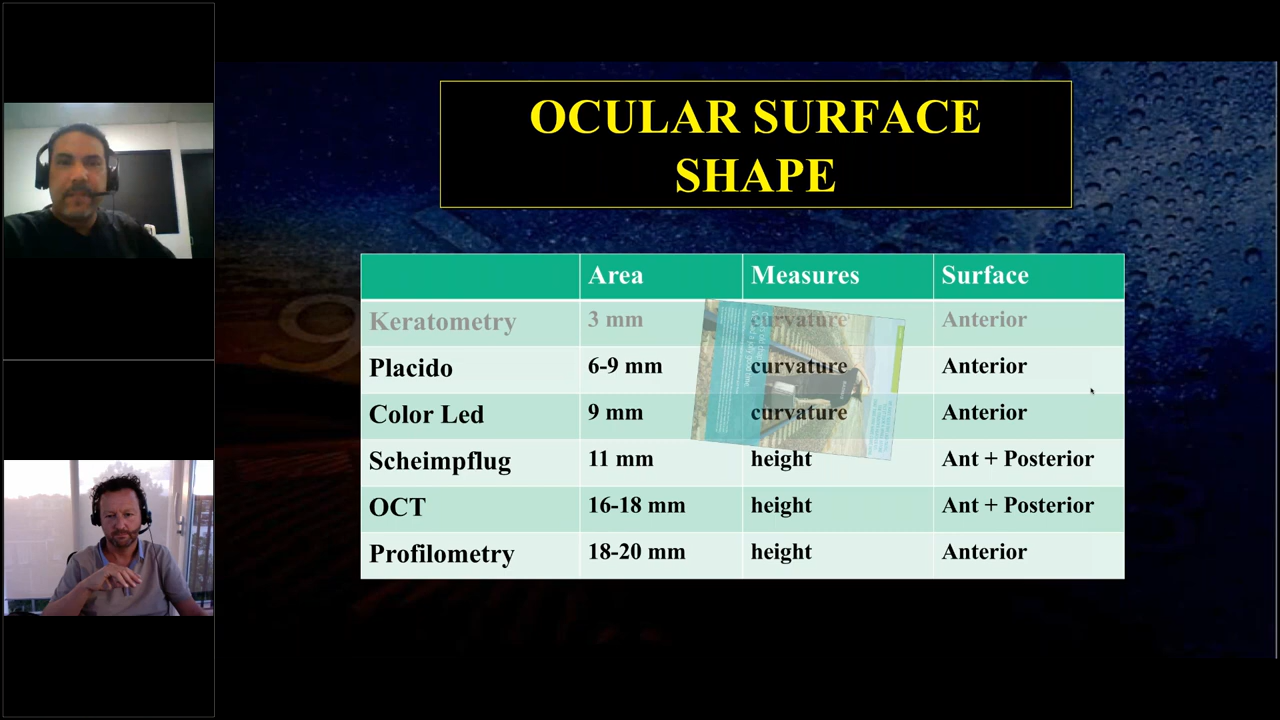 OCULAR SURFACE
SHAPE
Area Measures Surface
Keratometry 3 mm curvature Anterior
Placido 6-9 mm curvature Anterior
Color Led 9 mm curvature Anterior
Scheimpflug 11 mm height Ant + Posterior
OCT 16-18 mm height Ant + Posterior
Profilometry 18-20 mm height Anterior
9
3